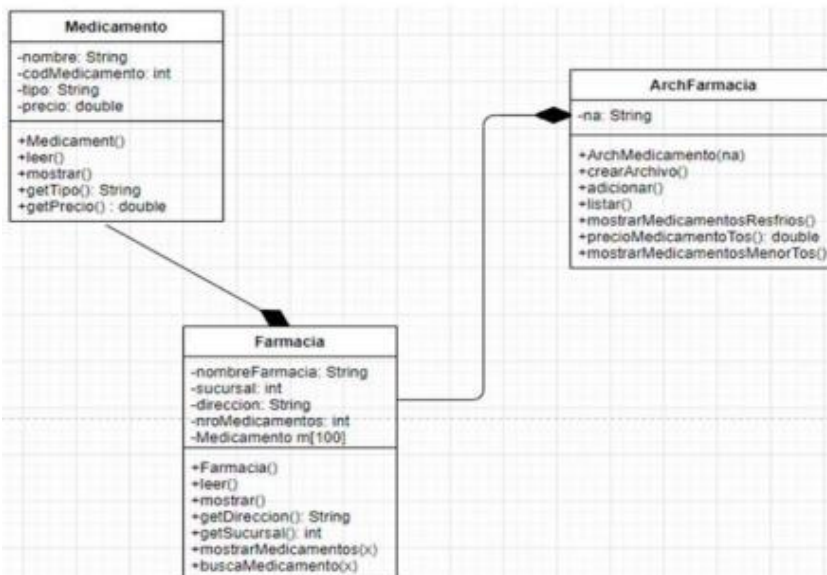 Medicamento
-nombre: String
-codMedicamento: int
-tipo: String
-precio: double
+Medicament()
+leer()
+mostrar()
+getTipo(): String
+getPrecio() : double
ArchFarmacia
-na: String
+ArchMedicamento(na)
+crearArchivo()
+adicionar()
+listar()
+mostrarMedicamentosResfrios()
+precioMedicamentoTos(): double
+mostrarMedicamentosMenorTos()
Farmacia
-nombreFarmacia: String
-sucursal: int
-direccion: String
-nroMedicamentos: int
-Medicamento m[100]
+Farmacia()
+leer()
+mostrar()
+getDireccion(): String
+getSucursal(): int
+mostrarMedicamentos(x)
+buscaMedicamento(x)